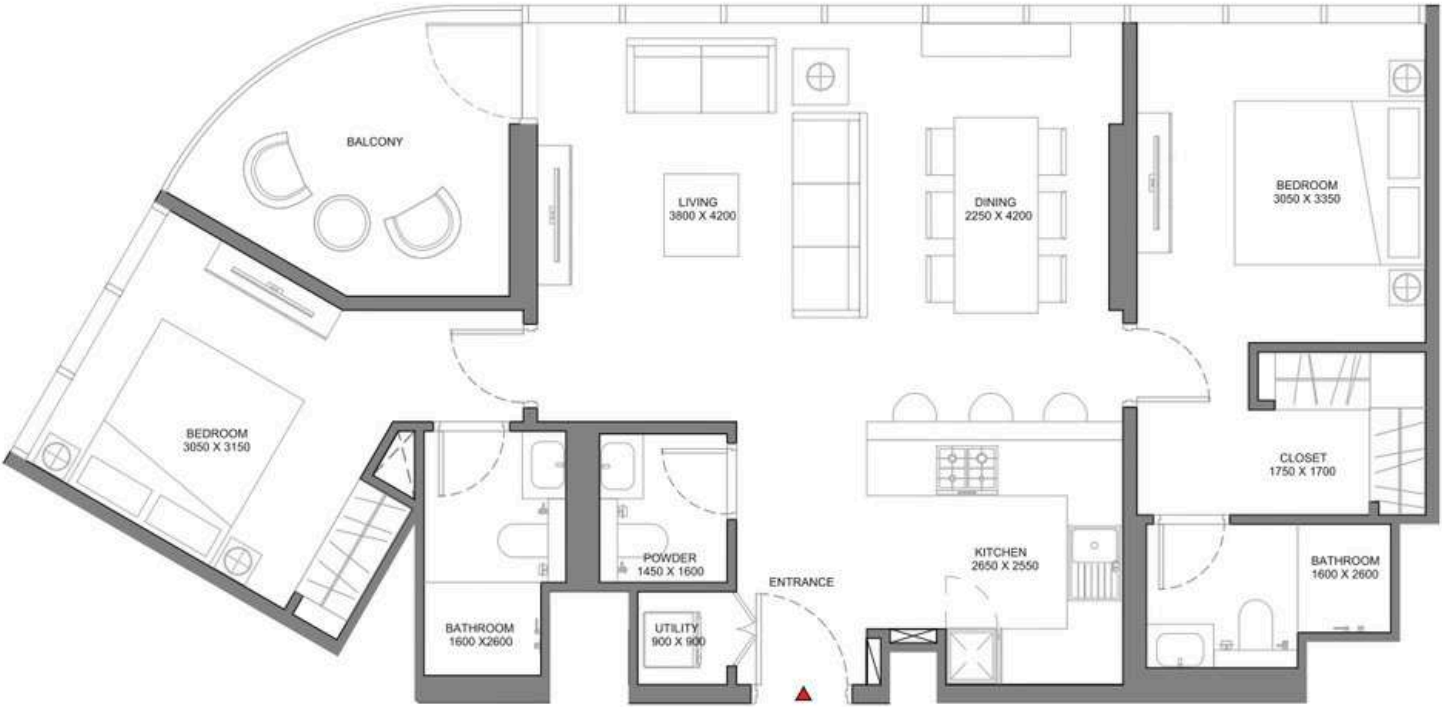 BALCONY
LIVING
3800 X 4200
DINING
2250 X 4200
BEDROOM
3050 X 3350
BEDROOM
3050 X 3150
CLOSET
1750 X 1700
KITCHEN
2650 X 2550
POWDER
1450 X 1600
ENTRANCE
BATHROOM
1600 X 2600
BATHROOM
1600 X2600
UTILITY
900 X 900